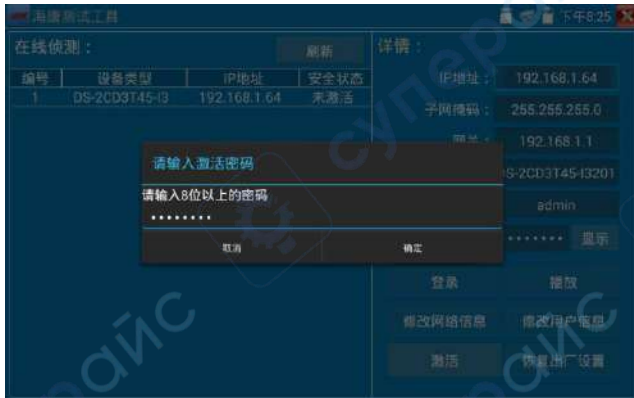 海康测试工具 下午8:25
在线侦测： 刷新 详情：
编号 设备类型 IP地址 安全状态
1 DS-2CD3T45-I3 192.168.1.64 未激活
IP地址： 192.168.1.64
子网掩码： 255.255.255.0
网关： 192.168.1.1
S-2CD3T45-I3201
admin
显示
请输入激活密码
请输入8位以上的密码
••••••••
取消 确定
登录 播放
修改网络信息 修改用户信息
激活 恢复出厂设置